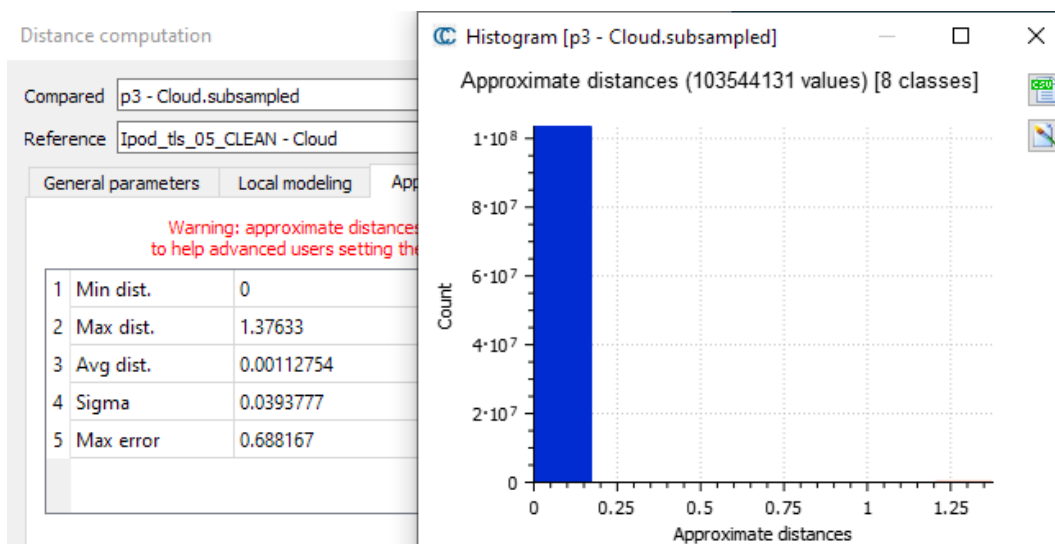 Distance computation
Compared p3 - Cloud.subsampled
Reference Ipod_tls_05_CLEAN - Cloud
General parameters Local modeling App
Warning: approximate distances
to help advanced users setting the
1 Min dist. 0
2 Max dist. 1.37633
3 Avg dist. 0.00112754
4 Sigma 0.0393777
5 Max error 0.688167
CC Histogram [p3 - Cloud.subsampled]
Approximate distances (103544131 values) [8 classes]
CSV
1·10⁸
8·10⁷
6·10⁷
4·10⁷
2·10⁷
0
Count
0 0.25 0.5 0.75 1 1.25
Approximate distances